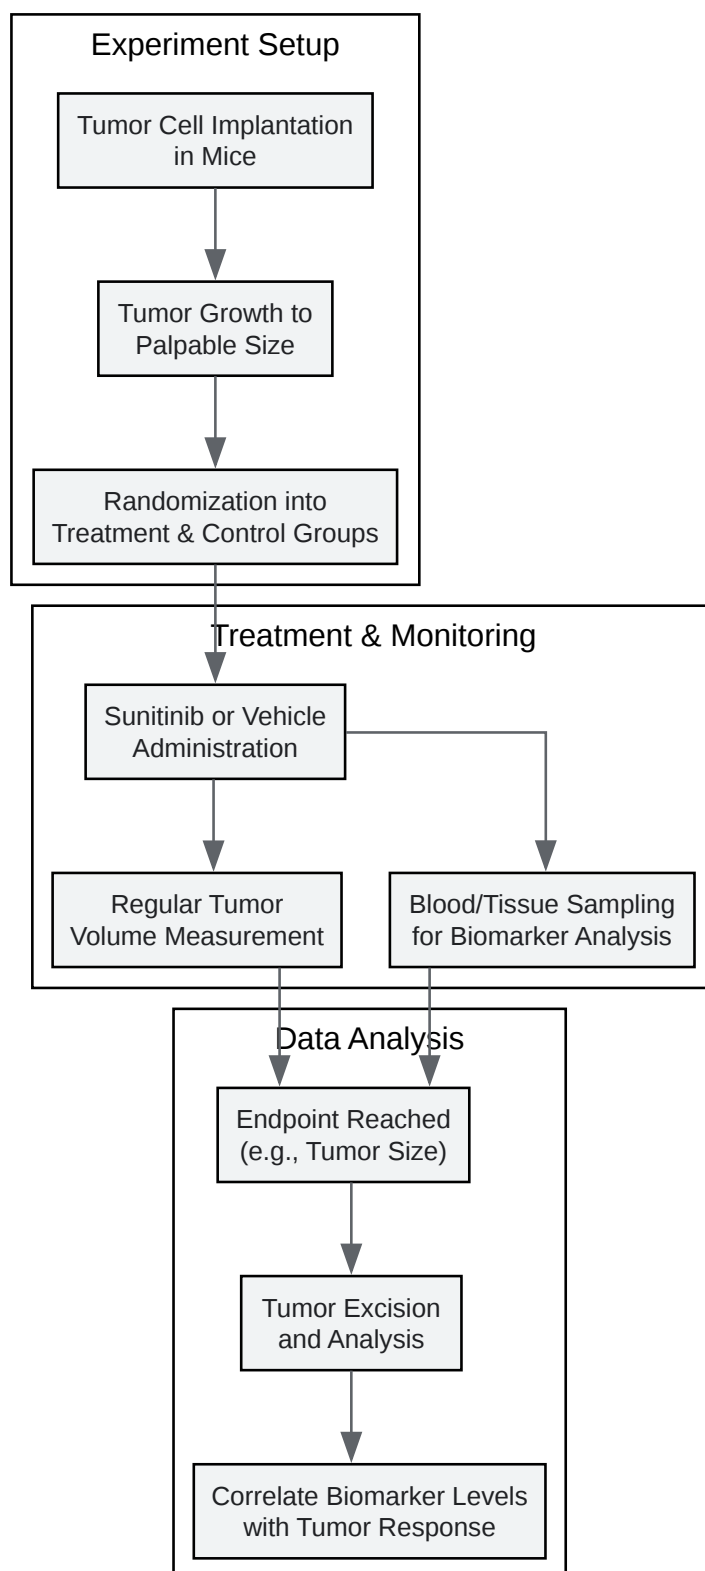 Experiment Setup
Tumor Cell Implantation
in Mice
Tumor Growth to
Palpable Size
Randomization into
Treatment & Control Groups
Treatment & Monitoring
Sunitinib or Vehicle
Administration
Regular Tumor
Volume Measurement
Blood/Tissue Sampling
for Biomarker Analysis
Data Analysis
Endpoint Reached
(e.g., Tumor Size)
Tumor Excision
and Analysis
Correlate Biomarker Levels
with Tumor Response